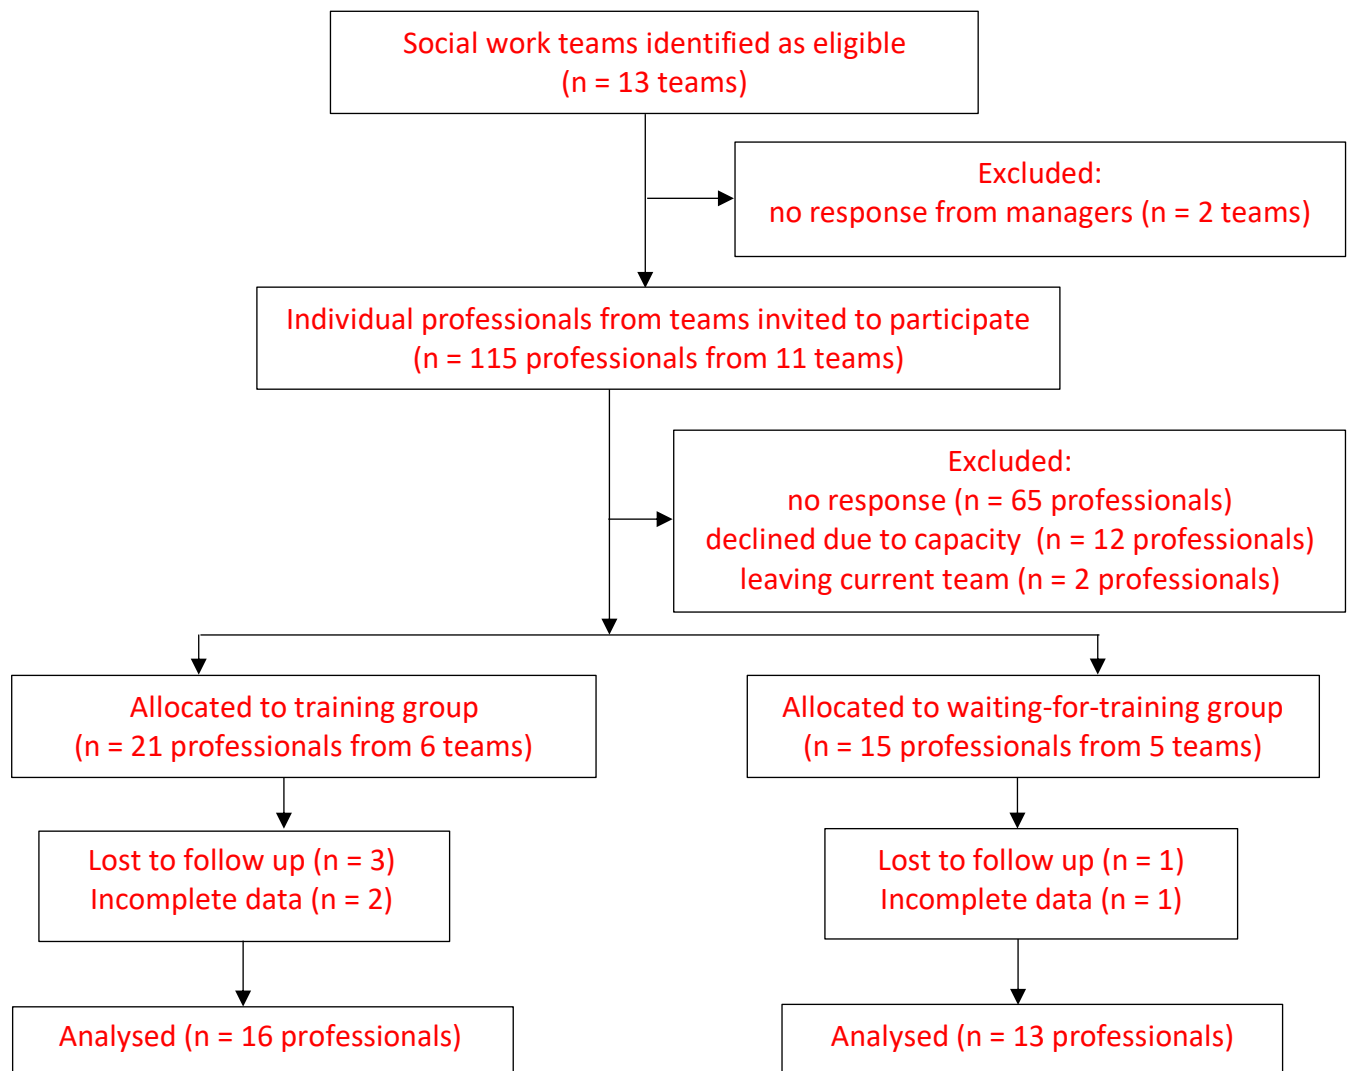 Social work teams identified as eligible
(n = 13 teams)
Excluded:
no response from managers (n = 2 teams)
Individual professionals from teams invited to participate
(n = 115 professionals from 11 teams)
Excluded:
no response (n = 65 professionals)
declined due to capacity  (n = 12 professionals)
leaving current team (n = 2 professionals)
Allocated to training group
(n = 21 professionals from 6 teams)
Allocated to waiting-for-training group
(n = 15 professionals from 5 teams)
Lost to follow up (n = 3)
Incomplete data (n = 2)
Lost to follow up (n = 1)
Incomplete data (n = 1)
Analysed (n = 16 professionals)
Analysed (n = 13 professionals)